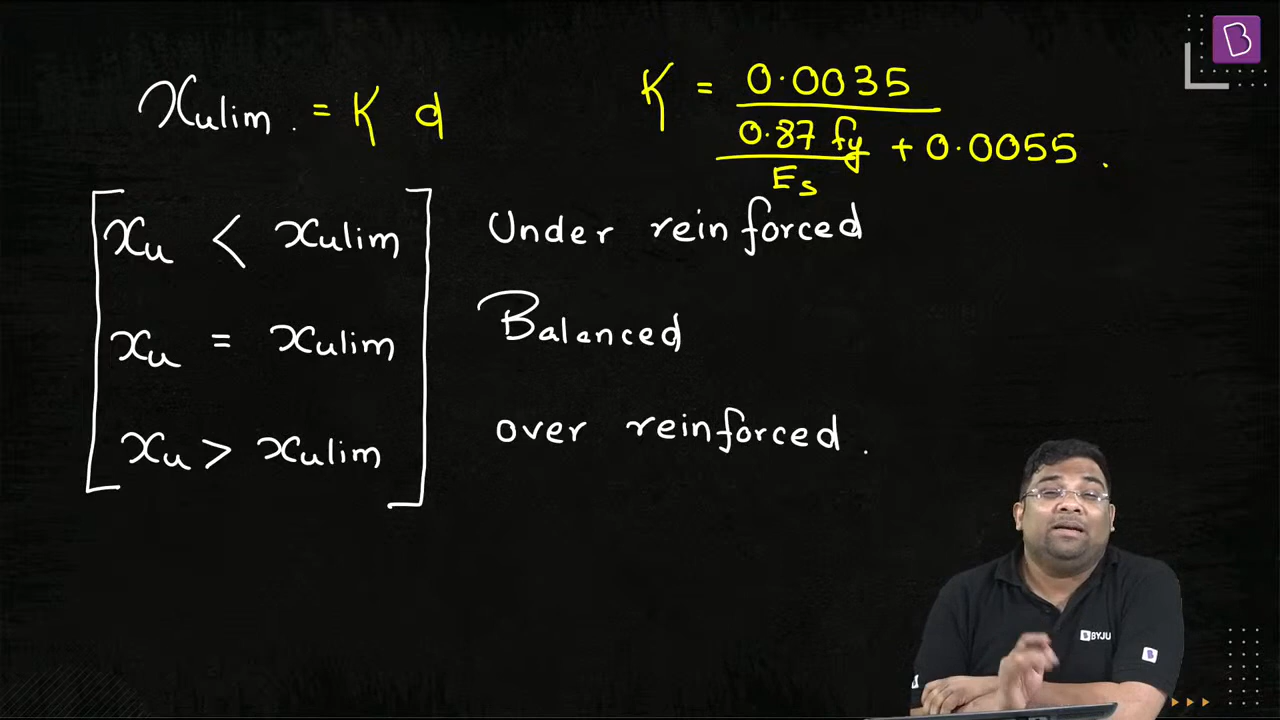 xulim. = K d
K = 0.0035 / (0.87 fy / Es + 0.0055).
xu < xulim Under reinforced
xu = xulim Balanced
xu > xulim over reinforced.
B BYJU